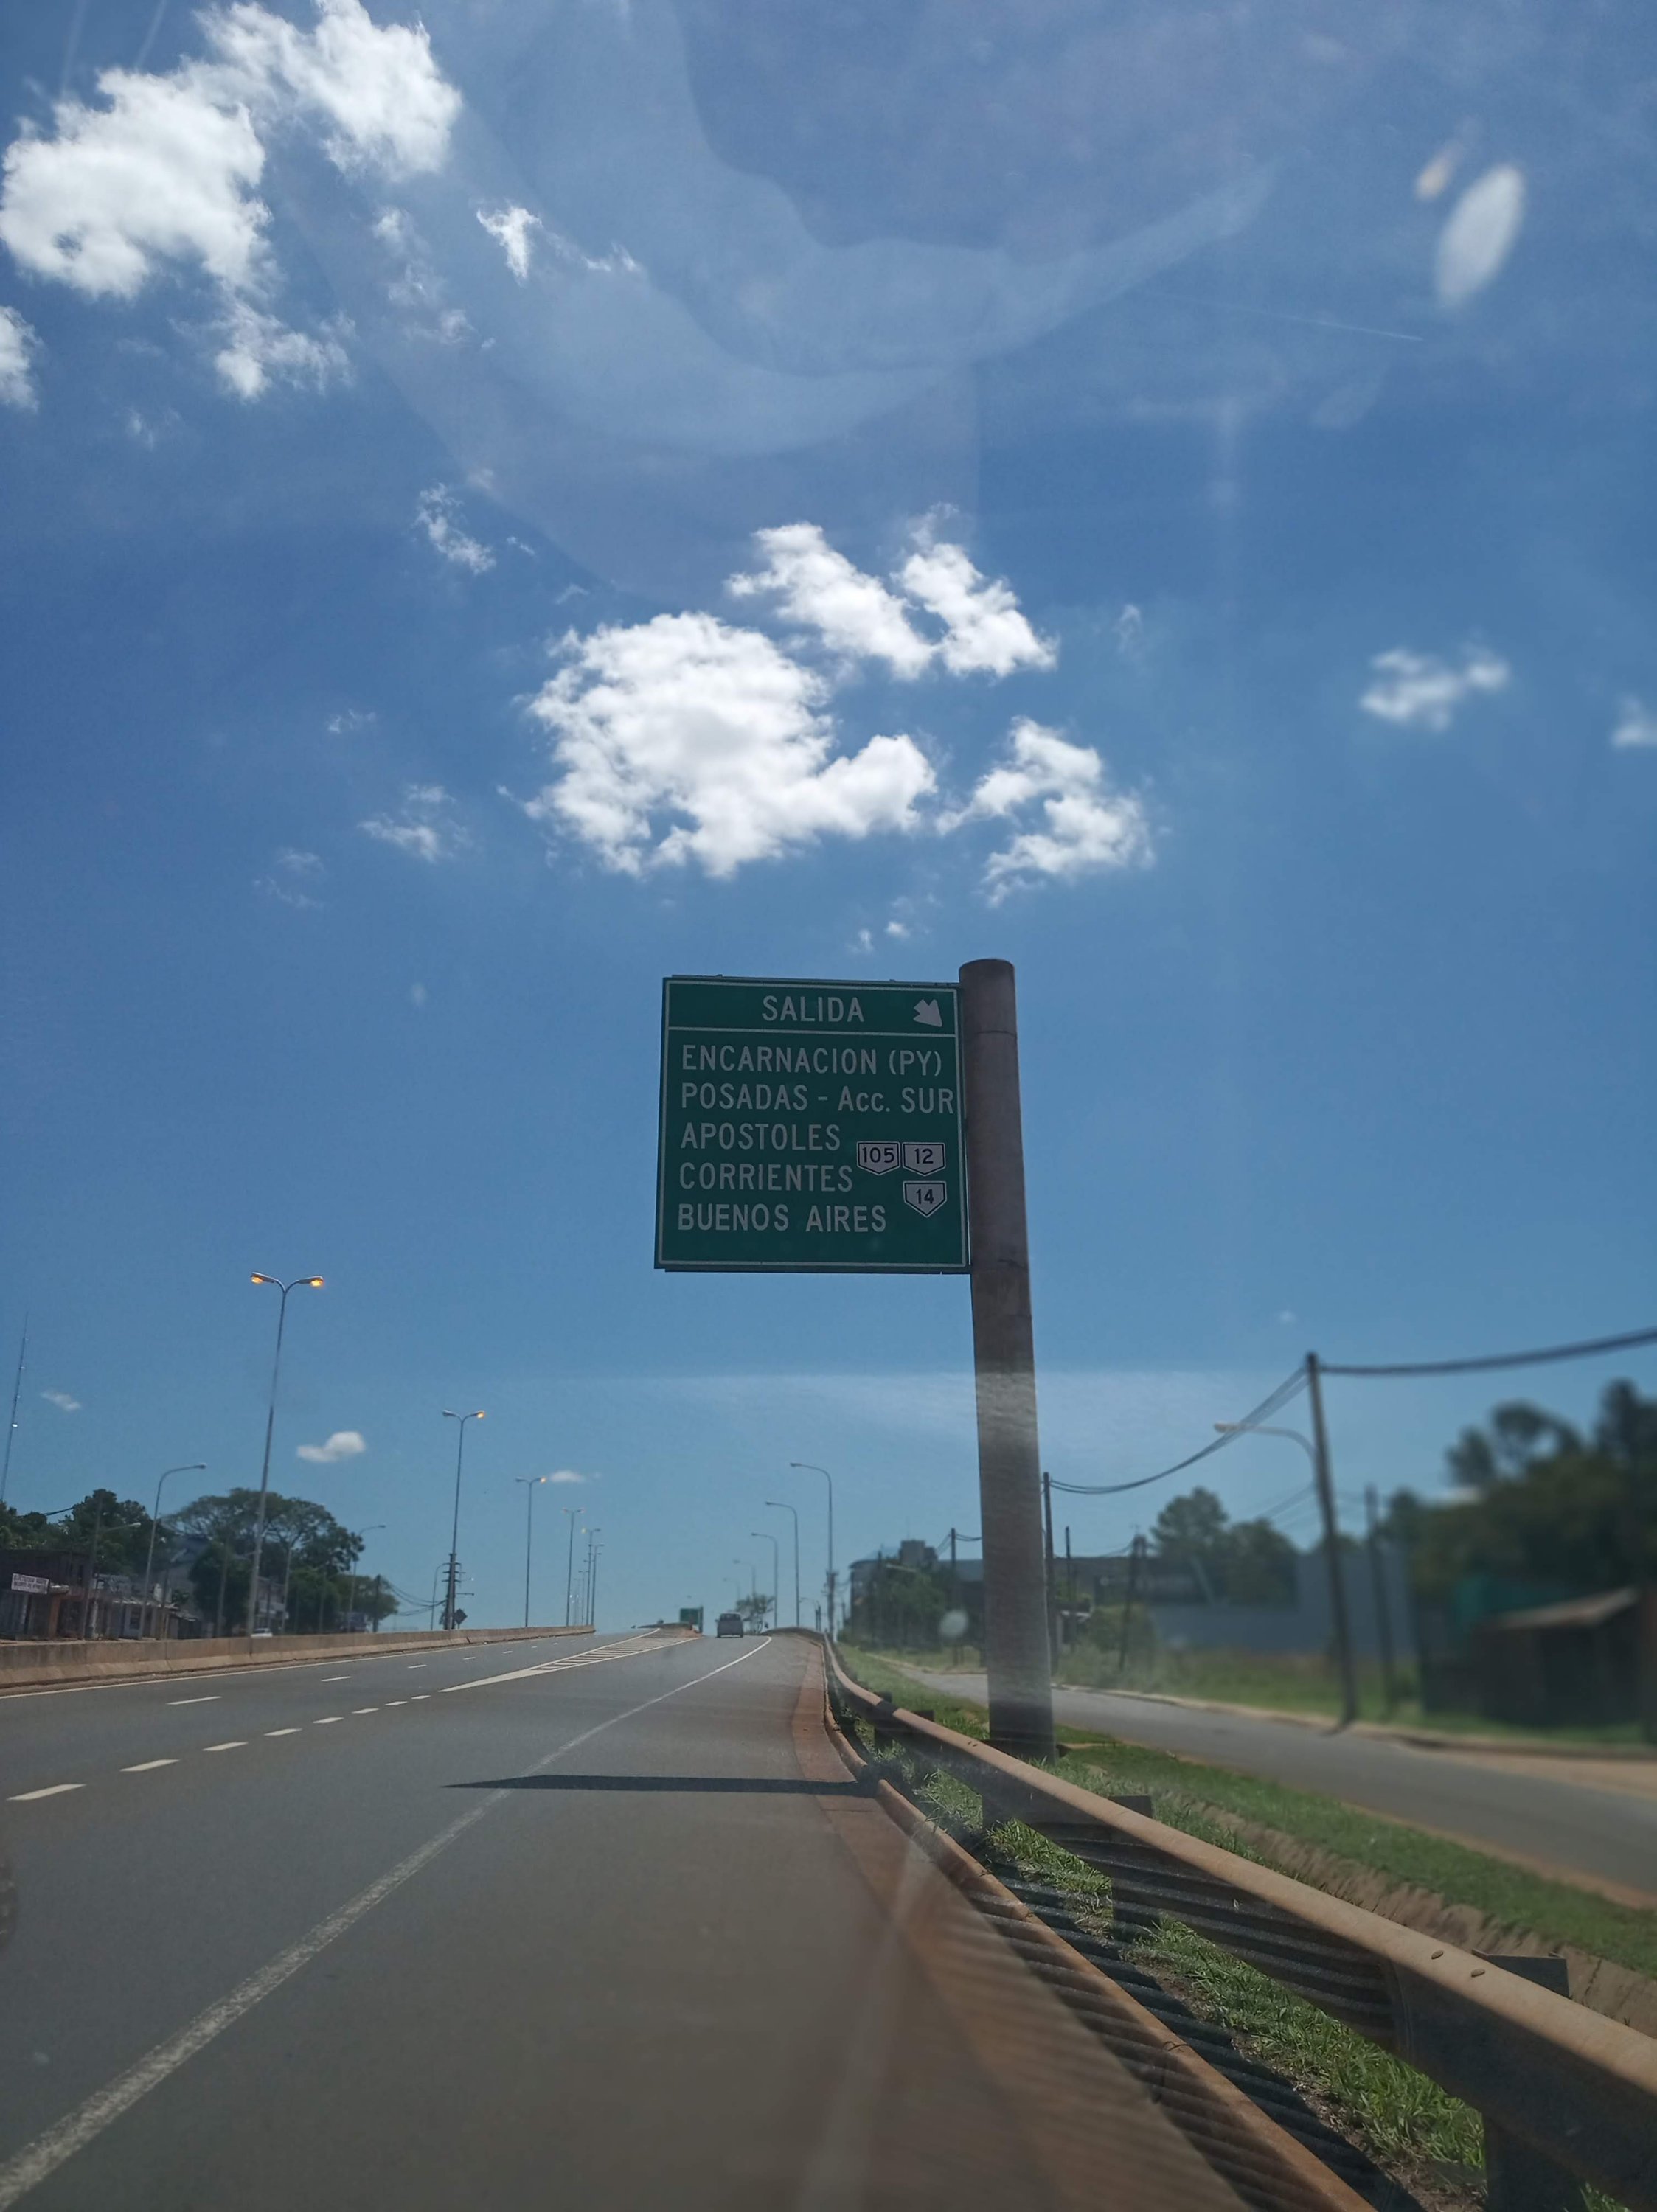 SALIDA
ENCARNACION (PY)
POSADAS - Acc. SUR
APOSTOLES
105 12
CORRIENTES
14
BUENOS AIRES